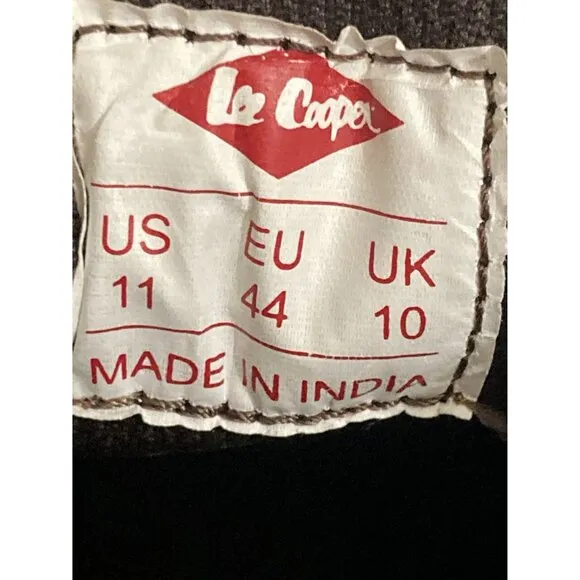 Lee Cooper
US EU UK
11 44 10
MADE IN INDIA